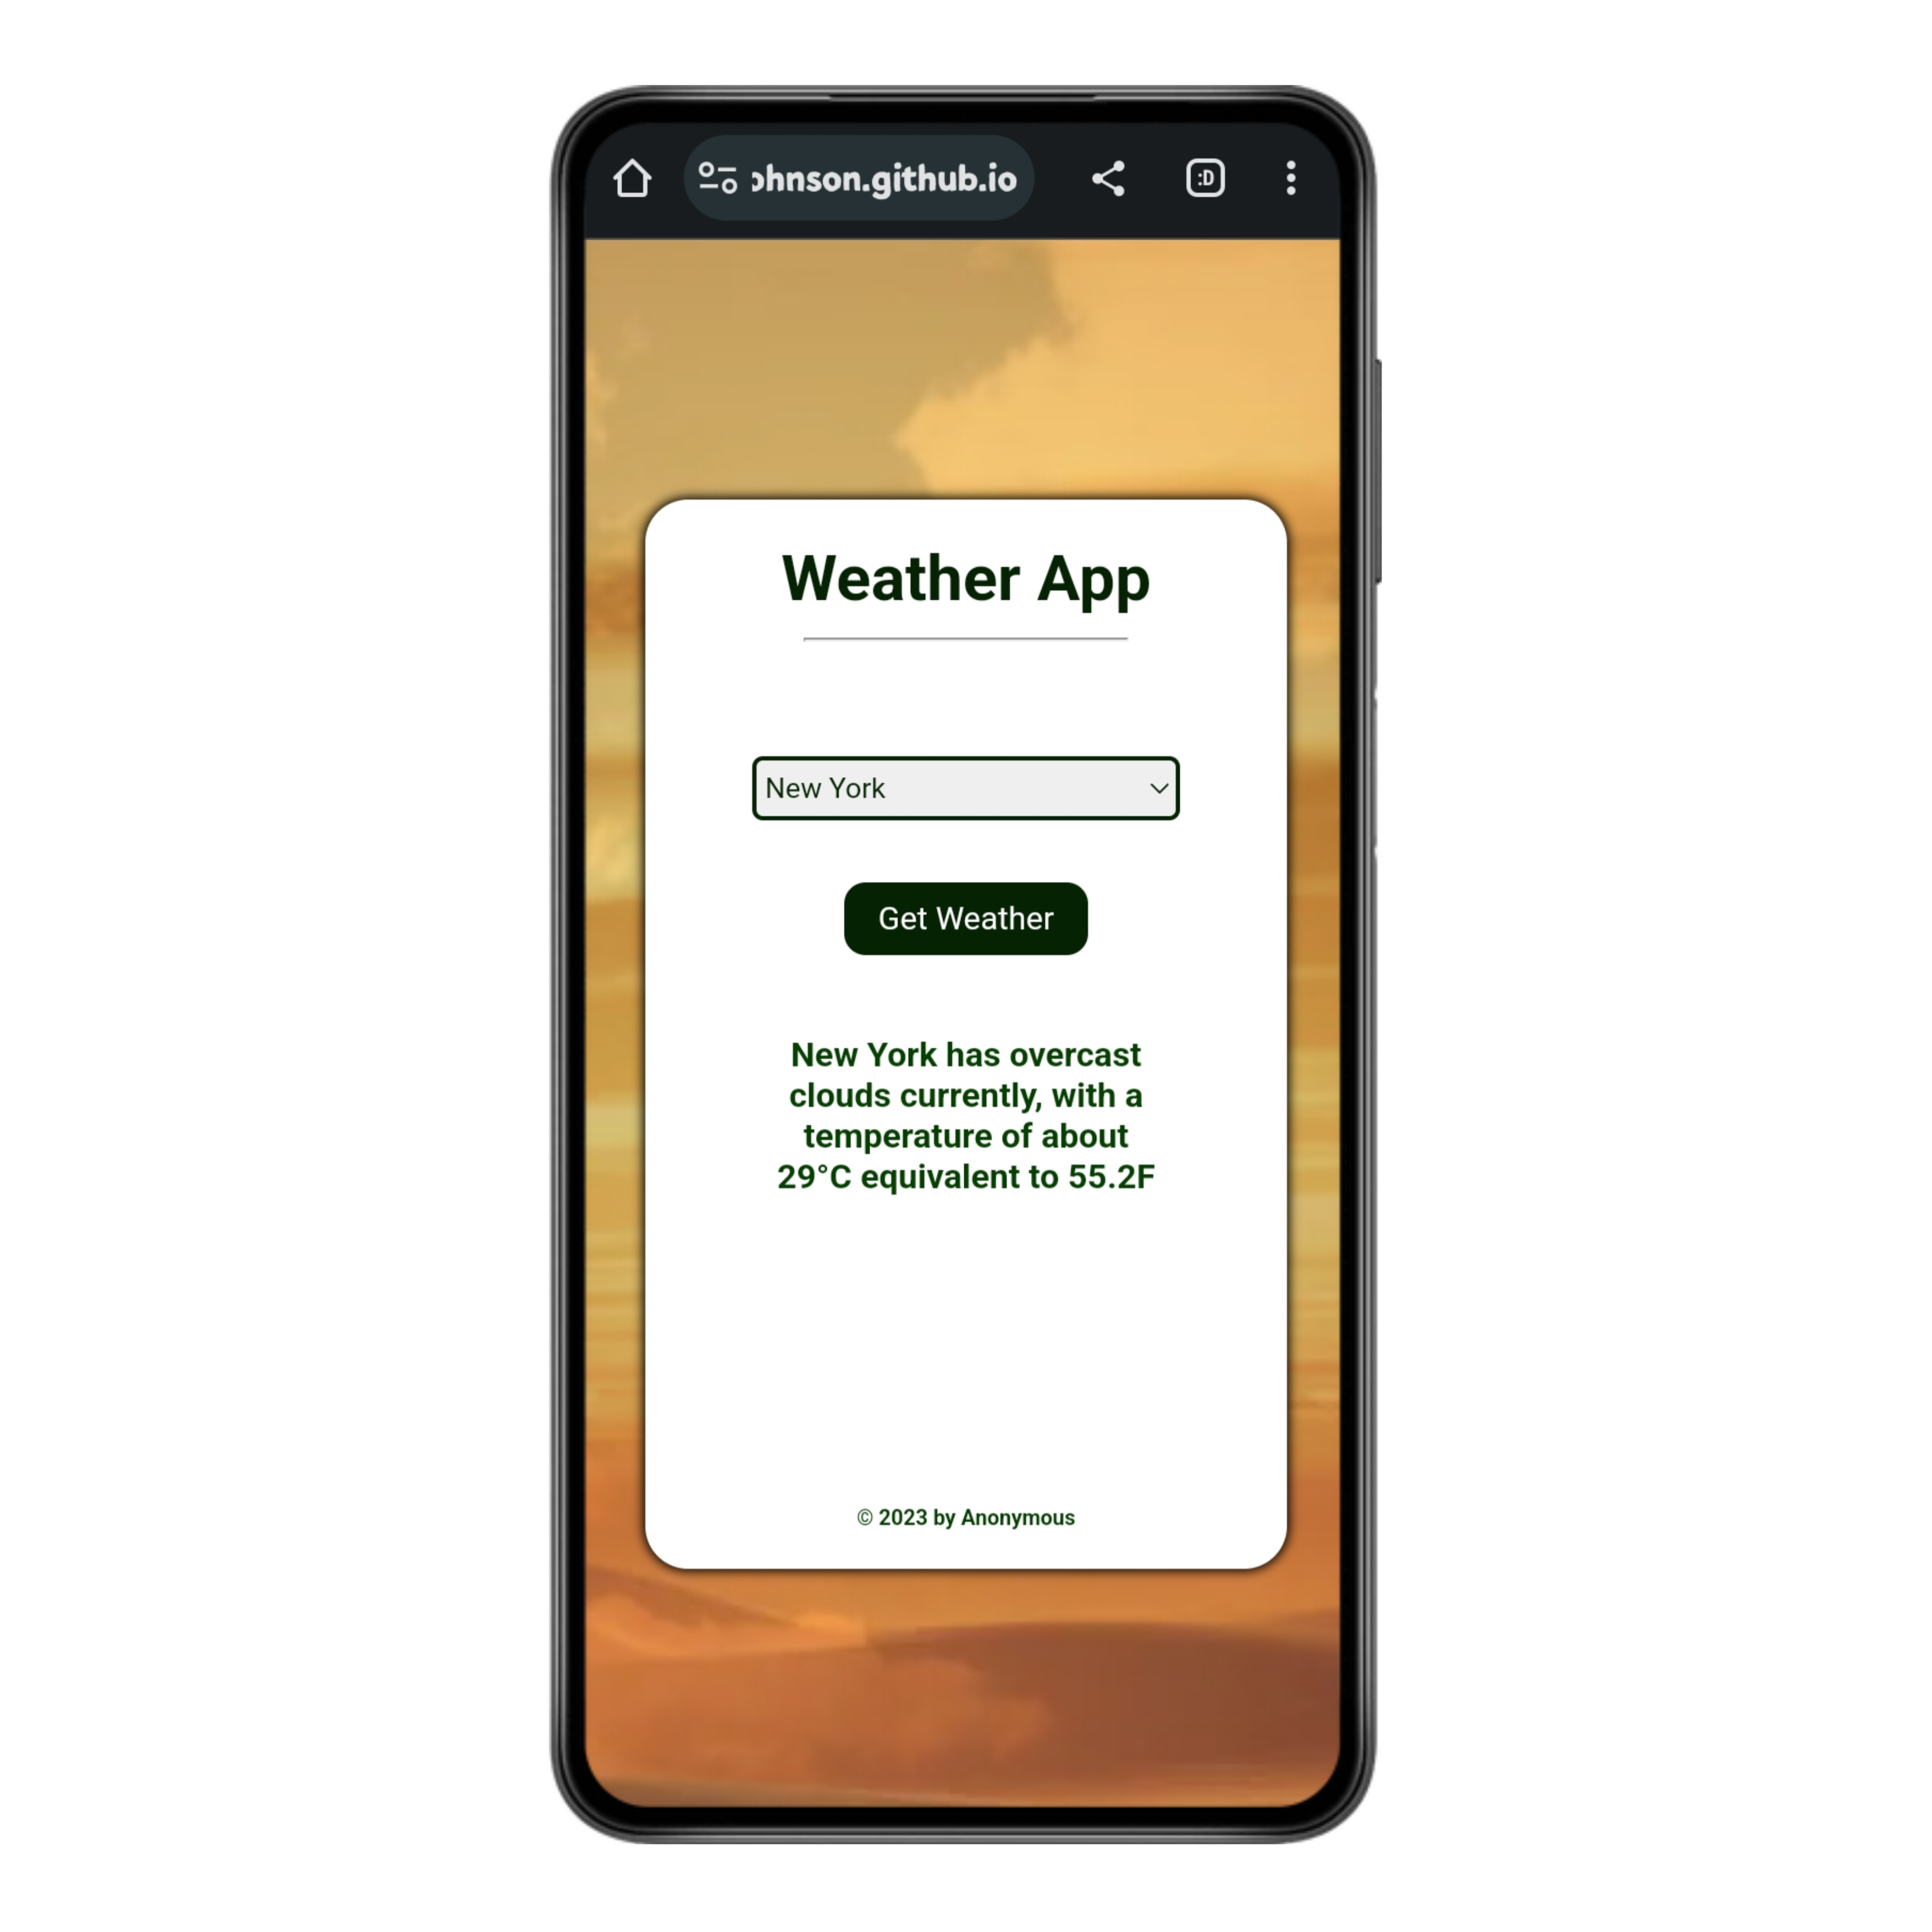 ohnson.github.io
:D
Weather App
New York
Get Weather
New York has overcast
clouds currently, with a
temperature of about
29°C equivalent to 55.2F
© 2023 by Anonymous